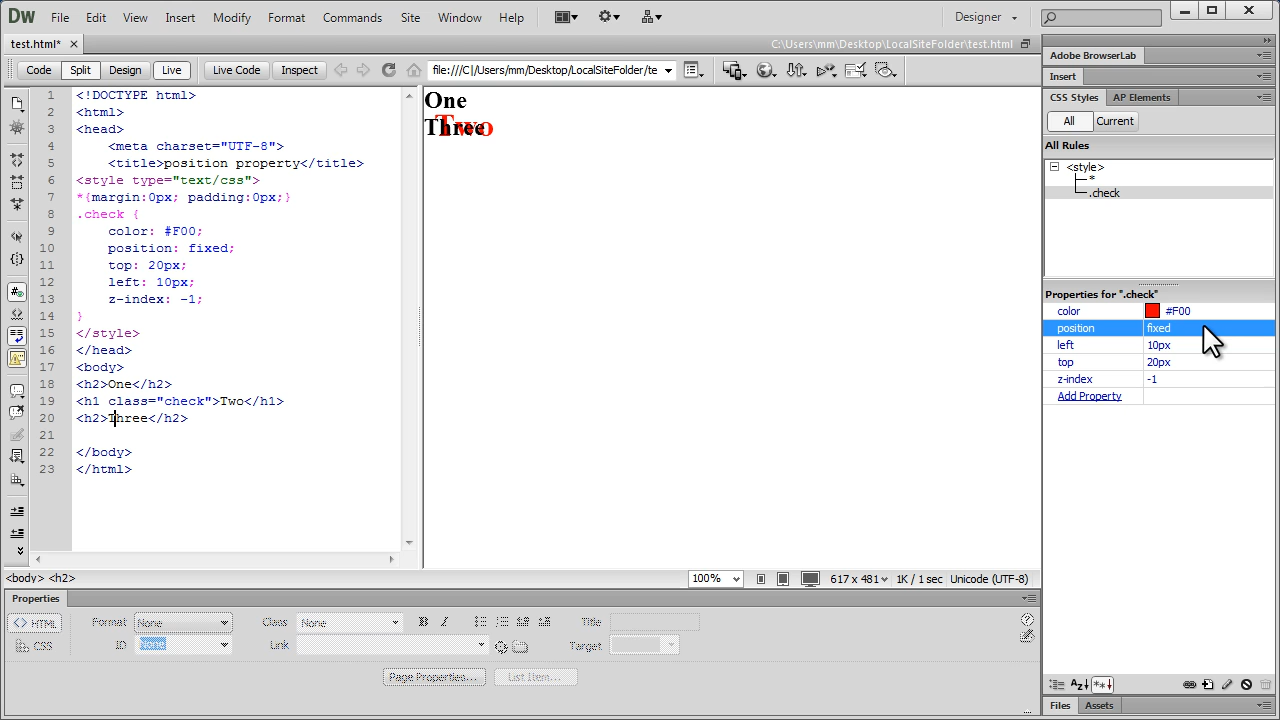 Dw File Edit View Insert Modify Format Commands Site Window Help Designer
test.html* C:\Users\mm\Desktop\LocalSiteFolder\test.html
Code Split Design Live Live Code Inspect file:///C|/Users/mm/Desktop/LocalSiteFolder/te
1 <!DOCTYPE html>
2 <html>
3 <head>
4 <meta charset="UTF-8">
5 <title>position property</title>
6 <style type="text/css">
7 *{margin:0px; padding:0px;}
8 .check {
9 color: #F00;
10 position: fixed;
11 top: 20px;
12 left: 10px;
13 z-index: -1;
14 }
15 </style>
16 </head>
17 <body>
18 <h2>One</h2>
19 <h1 class="check">Two</h1>
20 <h2>Three</h2>
21
22 </body>
23 </html>
One
Two
Three
Adobe BrowserLab
Insert
CSS Styles AP Elements
All Current
All Rules
<style>
*
.check
Properties for ".check"
color #F00
position fixed
left 10px
top 20px
z-index -1
Add Property
<body> <h2> 100% 617 x 481 1K / 1 sec Unicode (UTF-8)
Properties
<> HTML Format None Class None B I Title
CSS ID none Link Target
Page Properties... List Item...
Files Assets